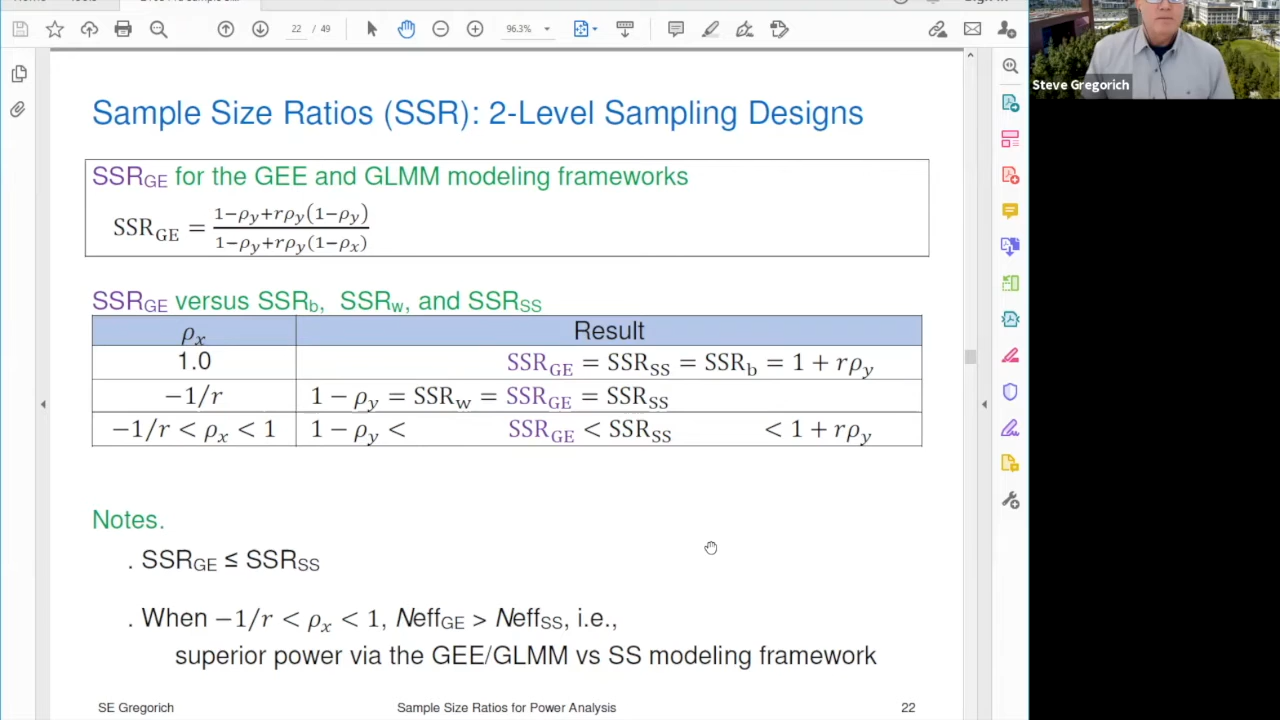 22 / 49
96.3%
Steve Gregorich
Sample Size Ratios (SSR): 2-Level Sampling Designs
SSR_GE for the GEE and GLMM modeling frameworks
SSR_GE = (1−ρ_y+rρ_y(1−ρ_y))/(1−ρ_y+rρ_y(1−ρ_x))
SSR_GE versus SSR_b, SSR_w, and SSR_SS
ρ_x Result
1.0 SSR_GE = SSR_SS = SSR_b = 1 + rρ_y
−1/r 1 − ρ_y = SSR_w = SSR_GE = SSR_SS
−1/r < ρ_x < 1 1 − ρ_y < SSR_GE < SSR_SS < 1 + rρ_y
Notes.
. SSR_GE ≤ SSR_SS
. When −1/r < ρ_x < 1, Neff_GE > Neff_SS, i.e.,
superior power via the GEE/GLMM vs SS modeling framework
SE Gregorich Sample Size Ratios for Power Analysis 22